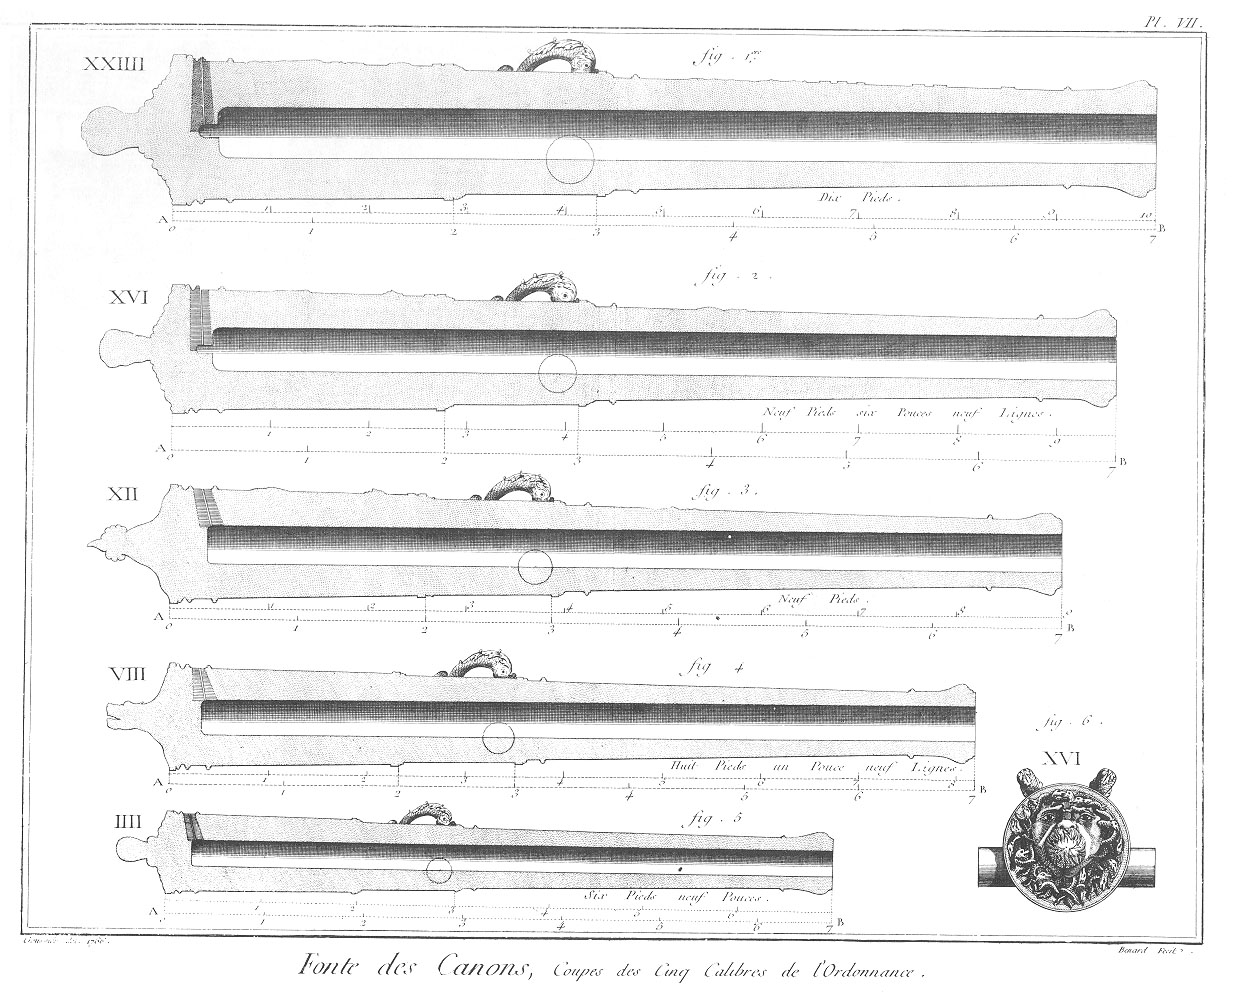 Pl. VII.
XXIIII
fig. 1.re
Dix Pieds.
1 2 3 4 5 6 7 8 9 10
A B
0 1 2 3 4 5 6 7
fig. 2.
XVI
Neuf Pieds six Pouces neuf Lignes.
1 2 3 4 5 6 7 8 9
A B
0 1 2 3 4 5 6 7
XII
fig. 3.
Neuf Pieds.
1 2 3 4 5 6 7 8 9
A B
0 1 2 3 4 5 6 7
VIII
fig 4
Huit Pieds un Pouce neuf Lignes.
1 2 3 4 5 6 7 8
A B
0 1 2 3 4 5 6 7
fig. 6.
XVI
IIII
fig. 5
Six Pieds neuf Pouces.
1 2 3 4 5 6
A B
0 1 2 3 4 5 6 7
1766.
Benard Fecit.
Fonte des Canons, Coupes des Cinq Calibres de l'Ordonnance.